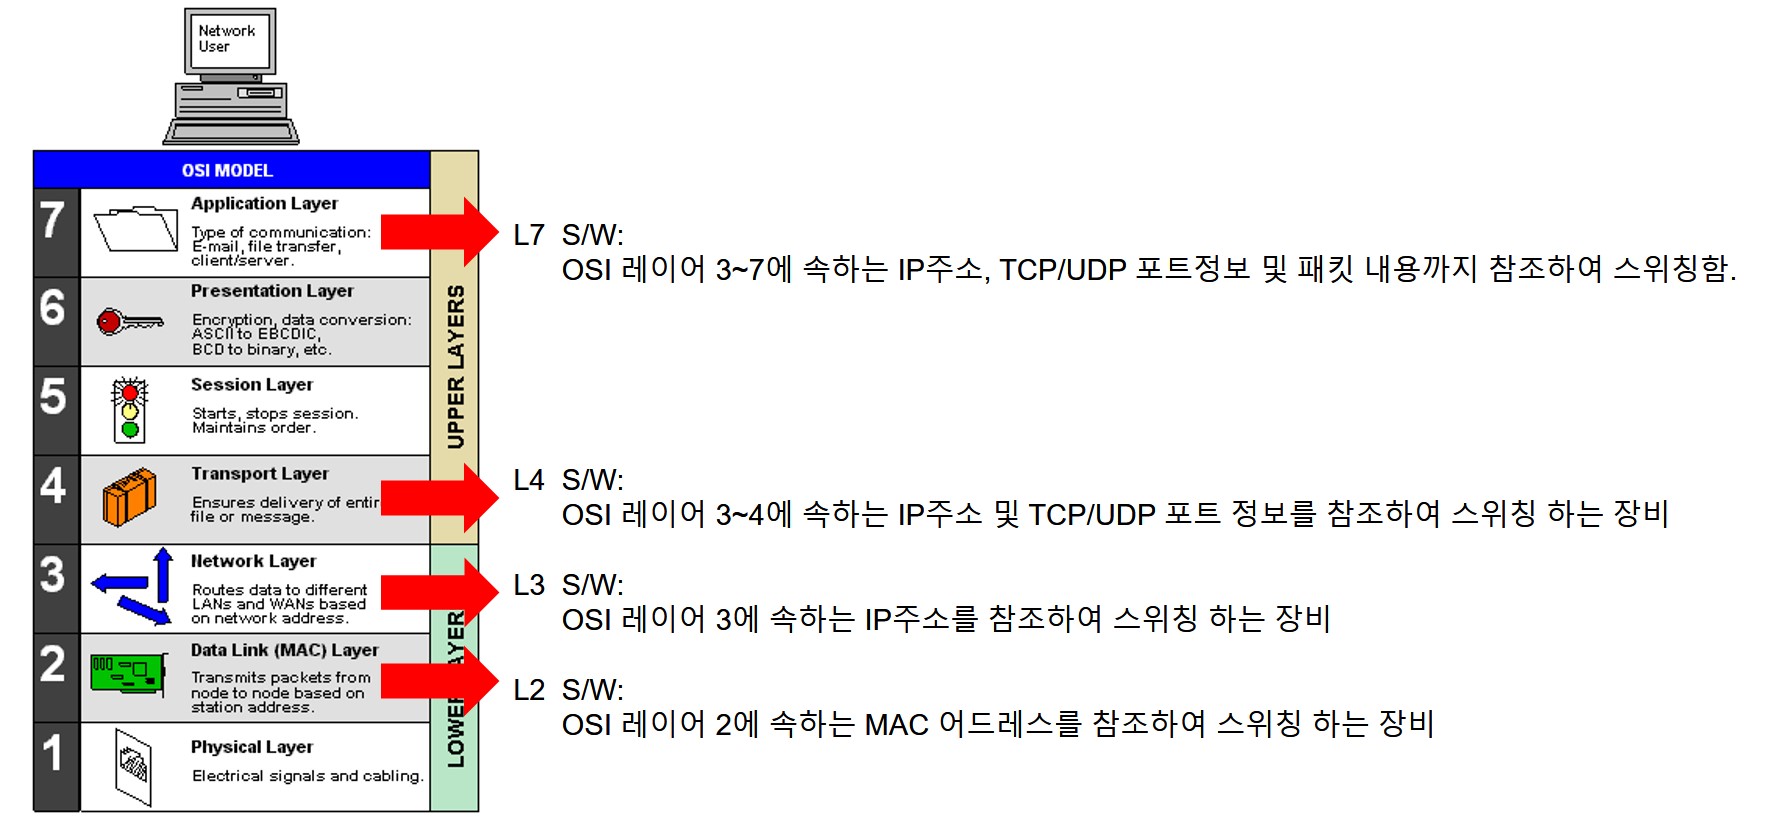 Network
User
OSI MODEL
7
Application Layer
Type of communication:
E-mail, file transfer,
client/server.
6
Presentation Layer
Encryption, data conversion:
ASCII to EBCDIC,
BCD to binary, etc.
5
Session Layer
Starts, stops session.
Maintains order.
4
Transport Layer
Ensures delivery of entir
file or message.
3
Network Layer
Routes data to different
LANs and WANs based
on network address.
2
Data Link (MAC) Layer
Transmits packets from
node to node based on
station address.
1
Physical Layer
Electrical signals and cabling.
UPPER LAYERS
LOWER AYER
L7 S/W:
OSI 레이어 3~7에 속하는 IP주소, TCP/UDP 포트정보 및 패킷 내용까지 참조하여 스위칭함.
L4 S/W:
OSI 레이어 3~4에 속하는 IP주소 및 TCP/UDP 포트 정보를 참조하여 스위칭 하는 장비
L3 S/W:
OSI 레이어 3에 속하는 IP주소를 참조하여 스위칭 하는 장비
L2 S/W:
OSI 레이어 2에 속하는 MAC 어드레스를 참조하여 스위칭 하는 장비